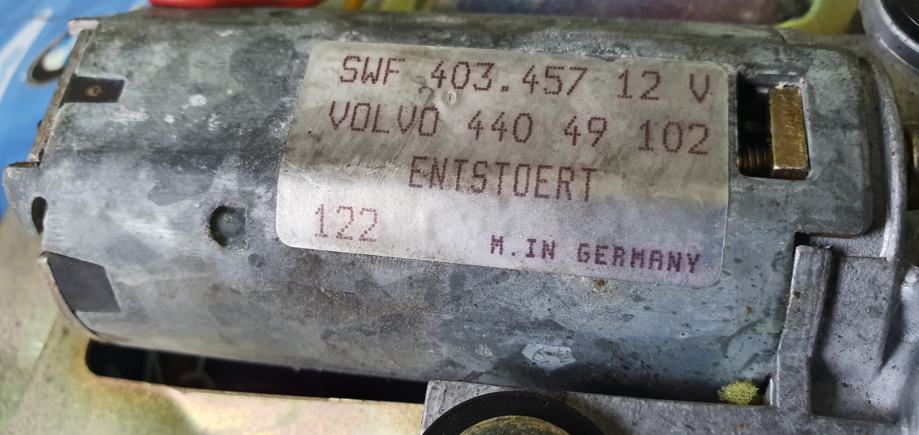 SWF 403.457 12 V
VOLVO 440 49 102
ENTSTOERT
122
M.IN GERMANY